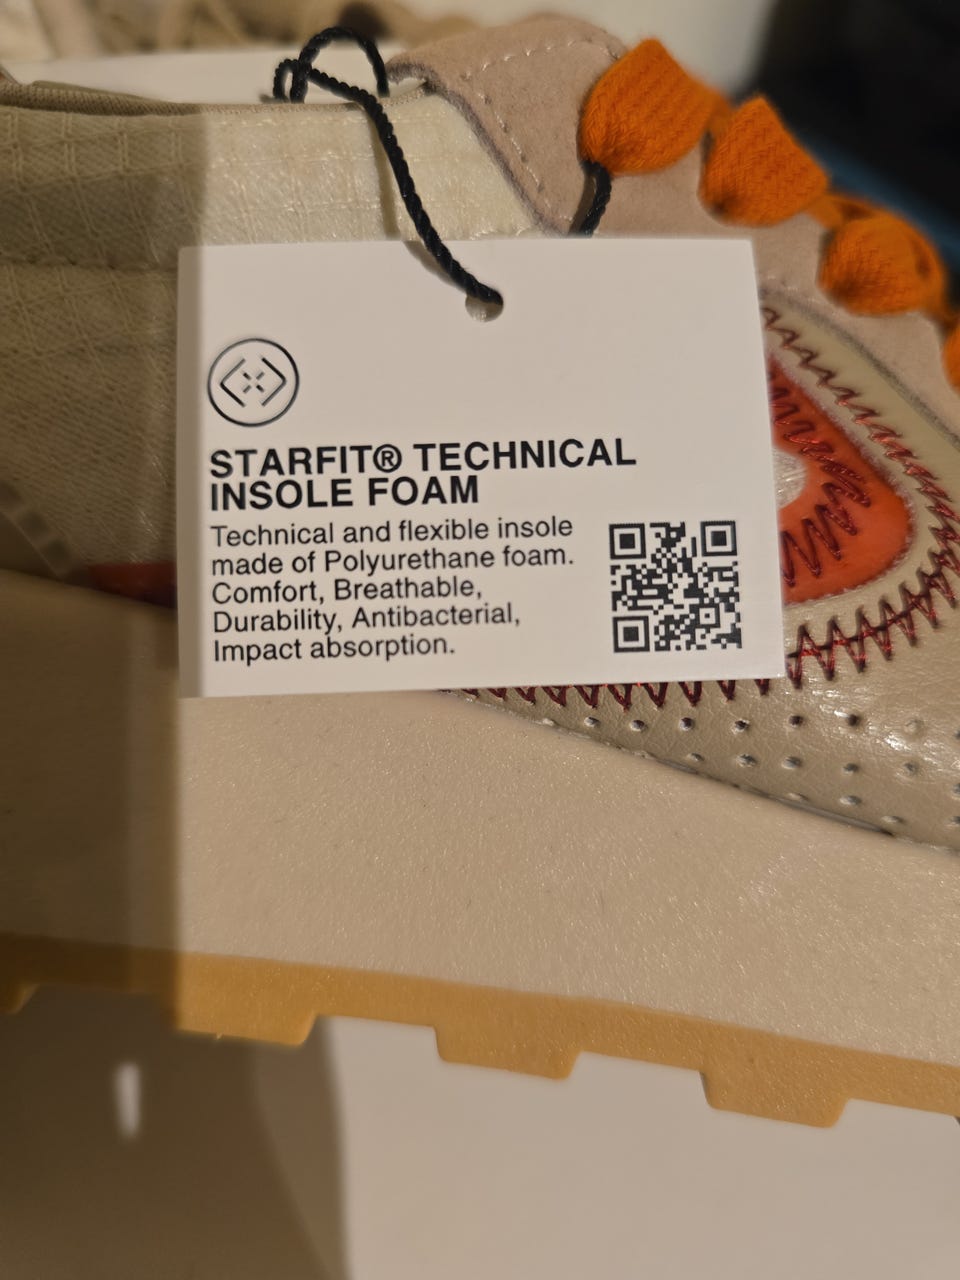 STARFIT® TECHNICAL
INSOLE FOAM
Technical and flexible insole
made of Polyurethane foam.
Comfort, Breathable,
Durability, Antibacterial,
Impact absorption.